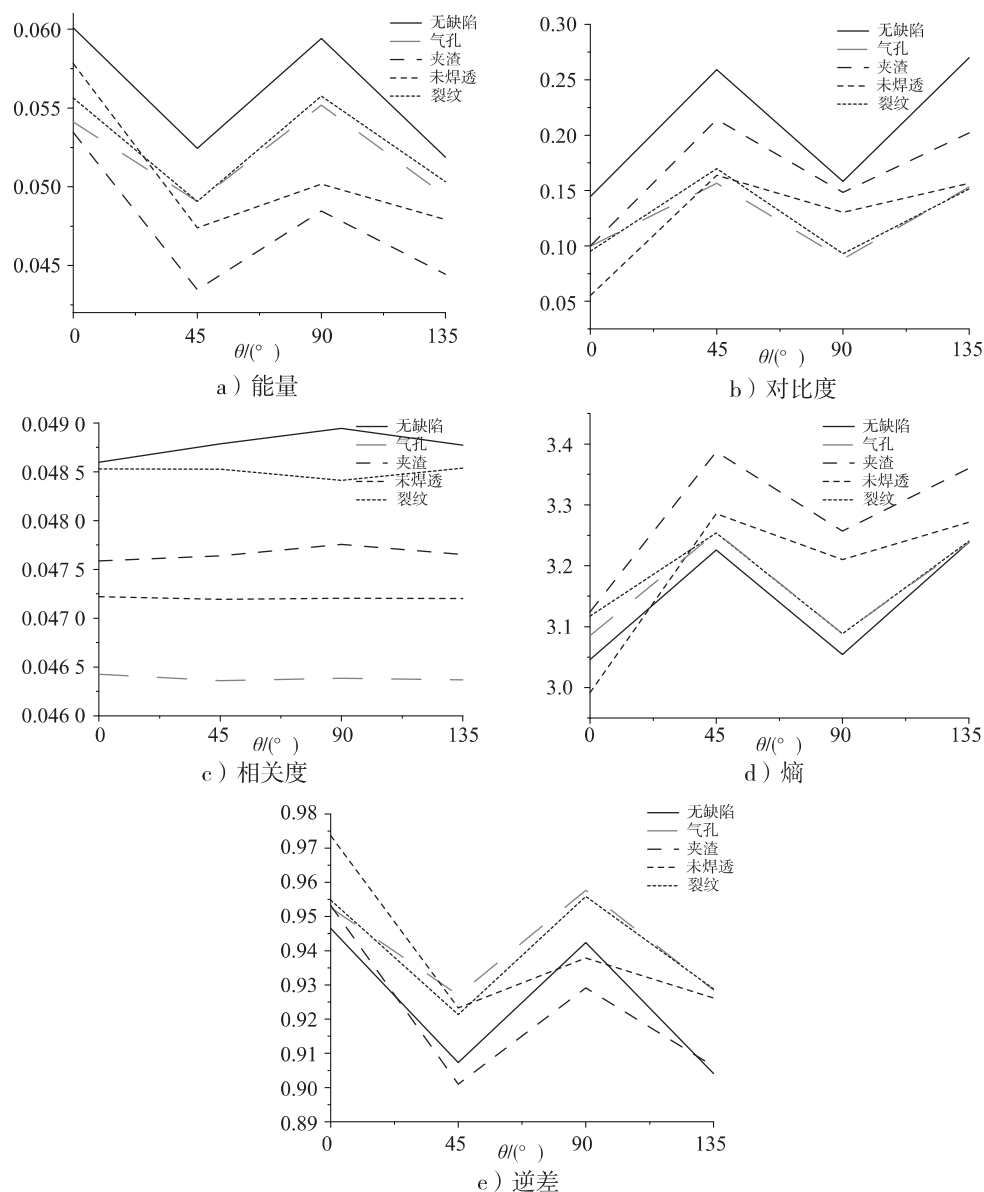 0.060
0.055
0.050
0.045
0 45 90 135
θ/(° )
无缺陷
气孔
夹渣
未焊透
裂纹
a）能量
0.30
0.25
0.20
0.15
0.10
0.05
0 45 90 135
θ/(° )
无缺陷
气孔
夹渣
未焊透
裂纹
b）对比度
0.049 0
0.048 5
0.048 0
0.047 5
0.047 0
0.046 5
0.046 0
0 45 90 135
θ/(° )
无缺陷
气孔
夹渣
未焊透
裂纹
c）相关度
3.4
3.3
3.2
3.1
3.0
0 45 90 135
θ/(° )
无缺陷
气孔
夹渣
未焊透
裂纹
d）熵
0.98
0.97
0.96
0.95
0.94
0.93
0.92
0.91
0.90
0.89
0 45 90 135
θ/(° )
无缺陷
气孔
夹渣
未焊透
裂纹
e）逆差